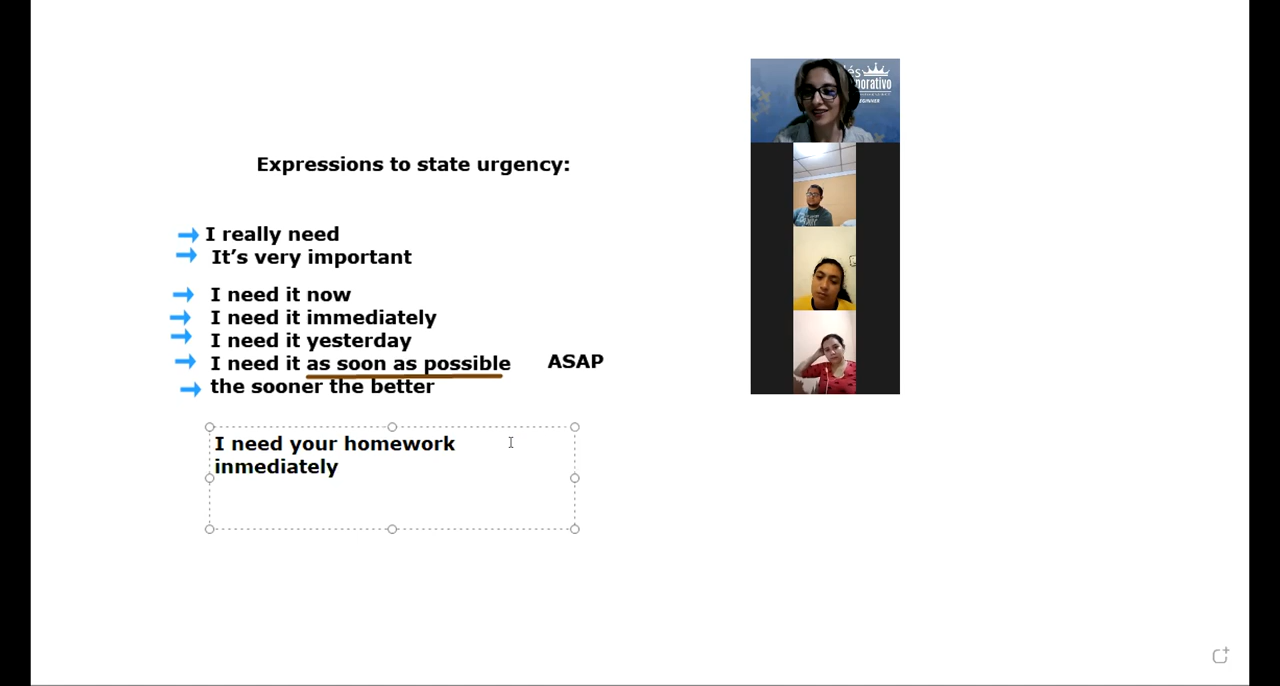 Expressions to state urgency:
I really need
It's very important
I need it now
I need it immediately
I need it yesterday
I need it as soon as possible ASAP
the sooner the better
I need your homework
inmediately